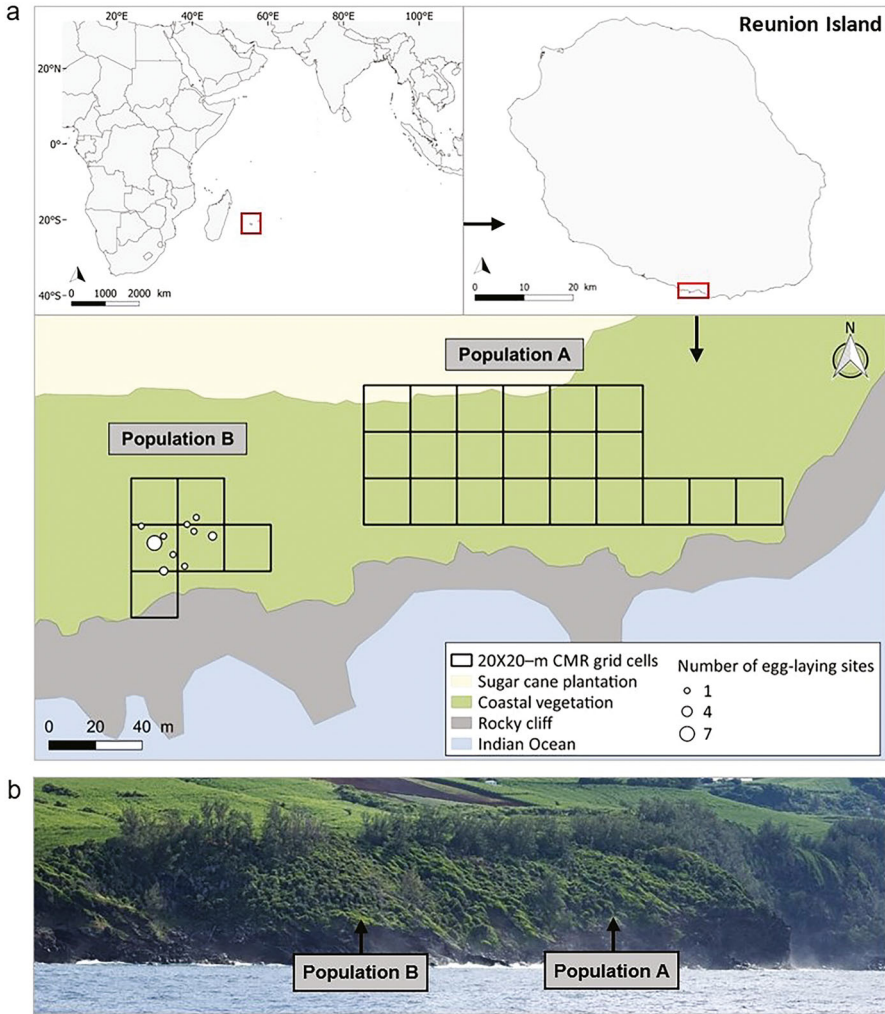 a
20°E 40°E 60°E 80°E 100°E
20°N
0°
20°S
40°S
0 1000 2000 km
Reunion Island
0 10 20 km
Population A
Population B
N
20X20–m CMR grid cells
Sugar cane plantation
Coastal vegetation
Rocky cliff
Indian Ocean
Number of egg-laying sites
1
4
7
0 20 40 m
b
Population B
Population A